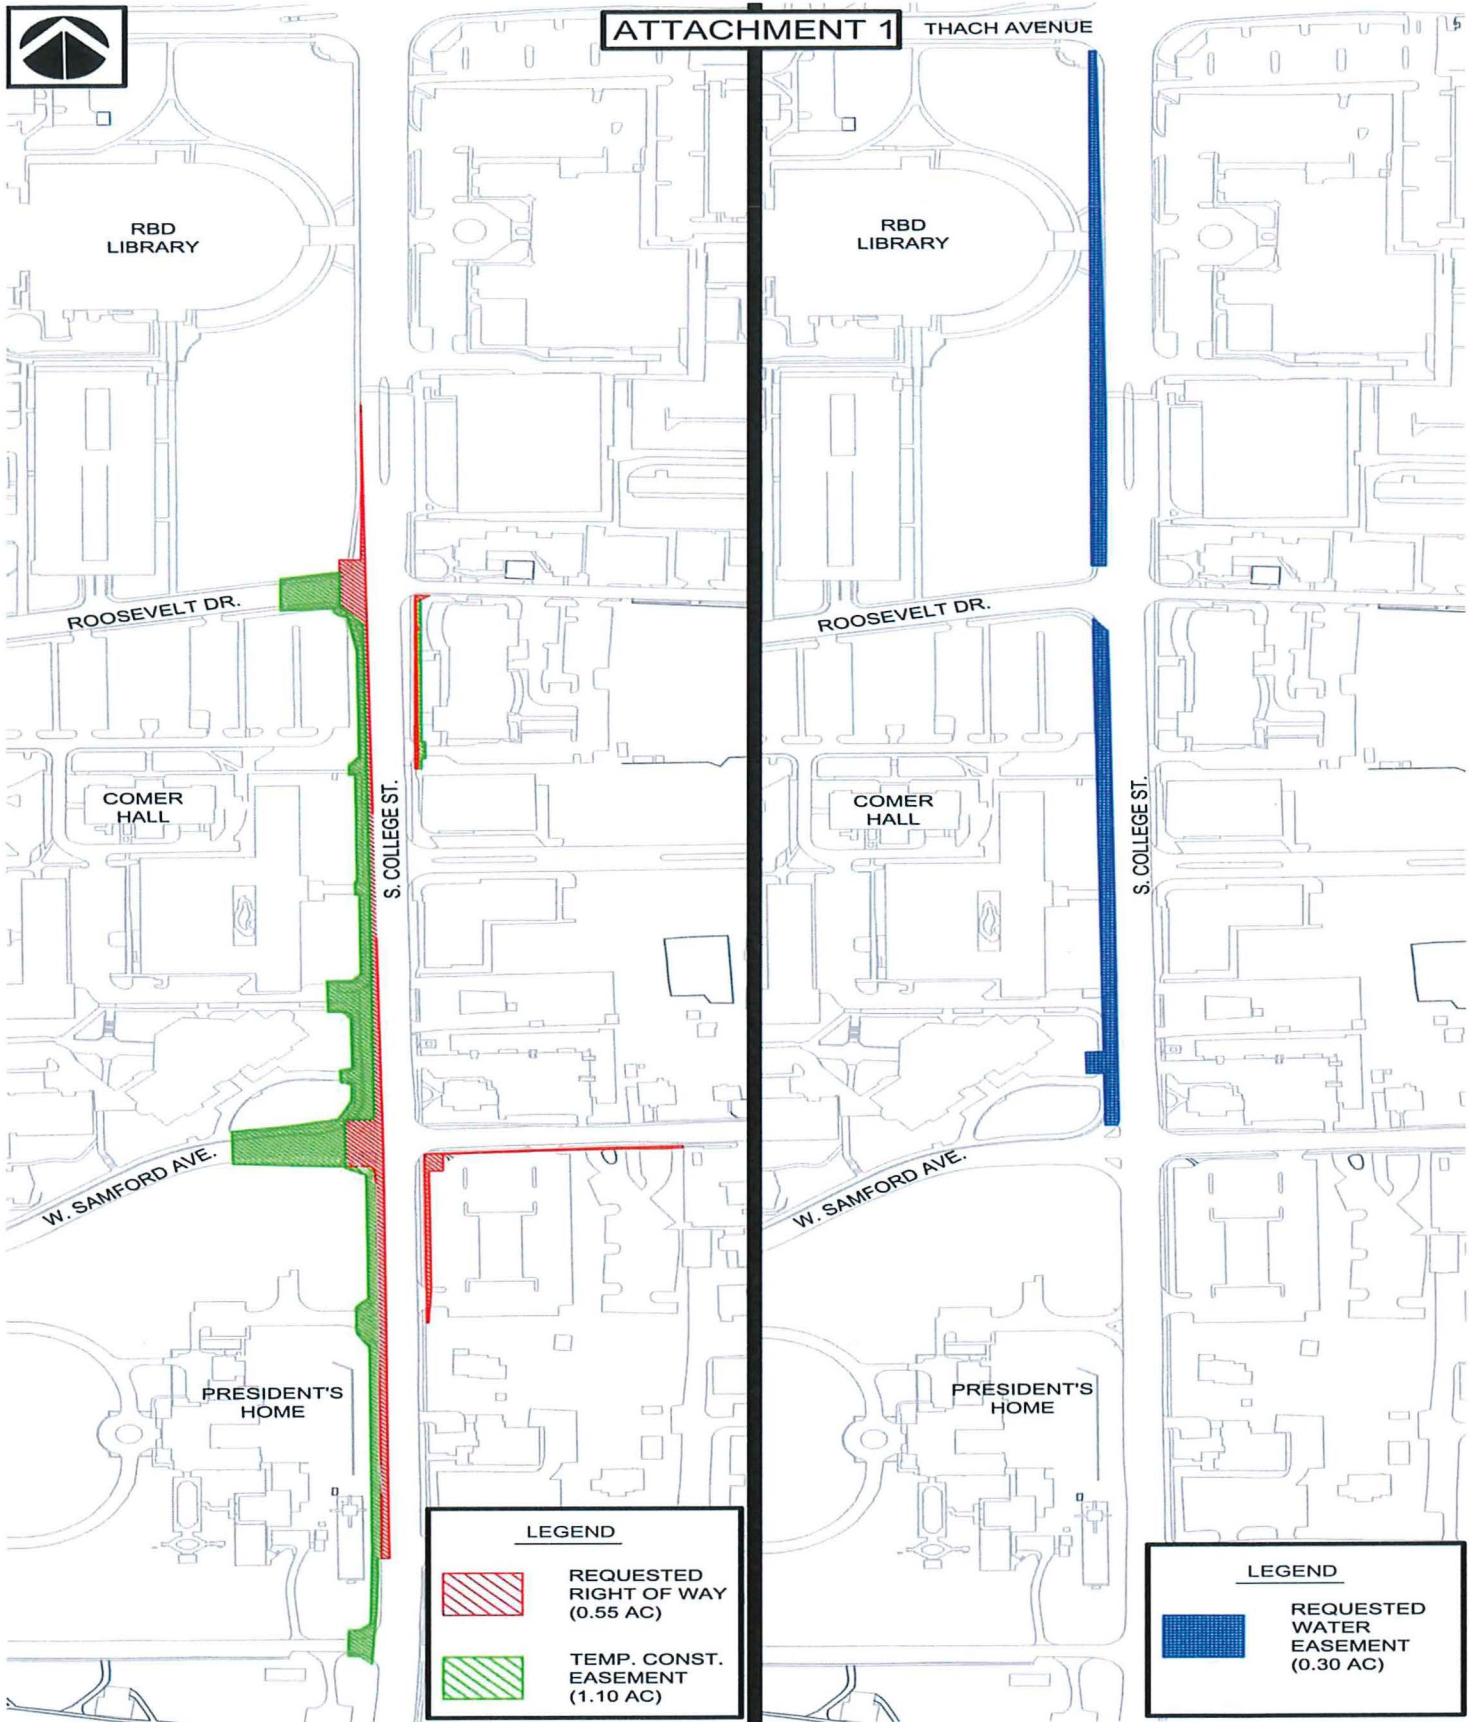 ATTACHMENT 1
THACH AVENUE
RBD
LIBRARY
ROOSEVELT DR.
COMER
HALL
S. COLLEGE ST.
W. SAMFORD AVE.
PRESIDENT'S
HOME
LEGEND
REQUESTED
RIGHT OF WAY
(0.55 AC)
TEMP. CONST.
EASEMENT
(1.10 AC)
RBD
LIBRARY
ROOSEVELT DR.
COMER
HALL
S. COLLEGE ST.
W. SAMFORD AVE.
PRESIDENT'S
HOME
LEGEND
REQUESTED
WATER
EASEMENT
(0.30 AC)